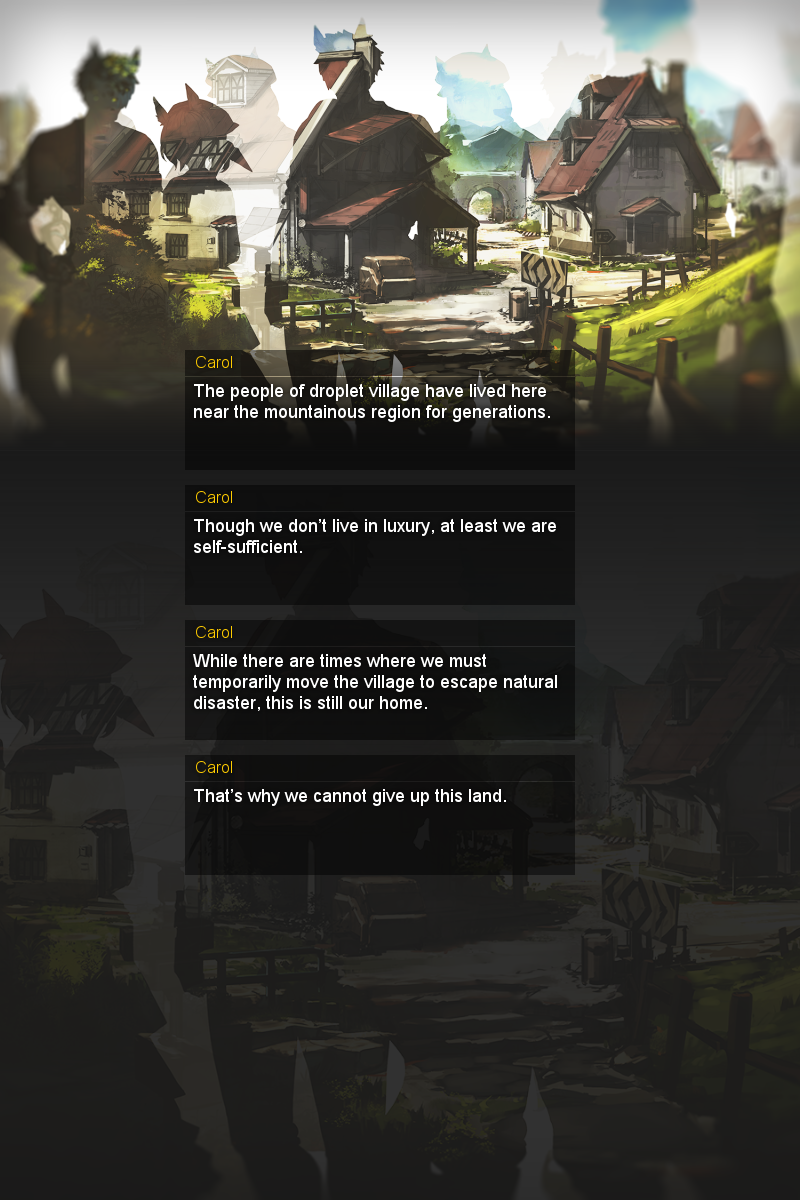 Carol
The people of droplet village have lived here
near the mountainous region for generations.
Carol
Though we don't live in luxury, at least we are
self-sufficient.
Carol
While there are times where we must
temporarily move the village to escape natural
disaster, this is still our home.
Carol
That's why we cannot give up this land.